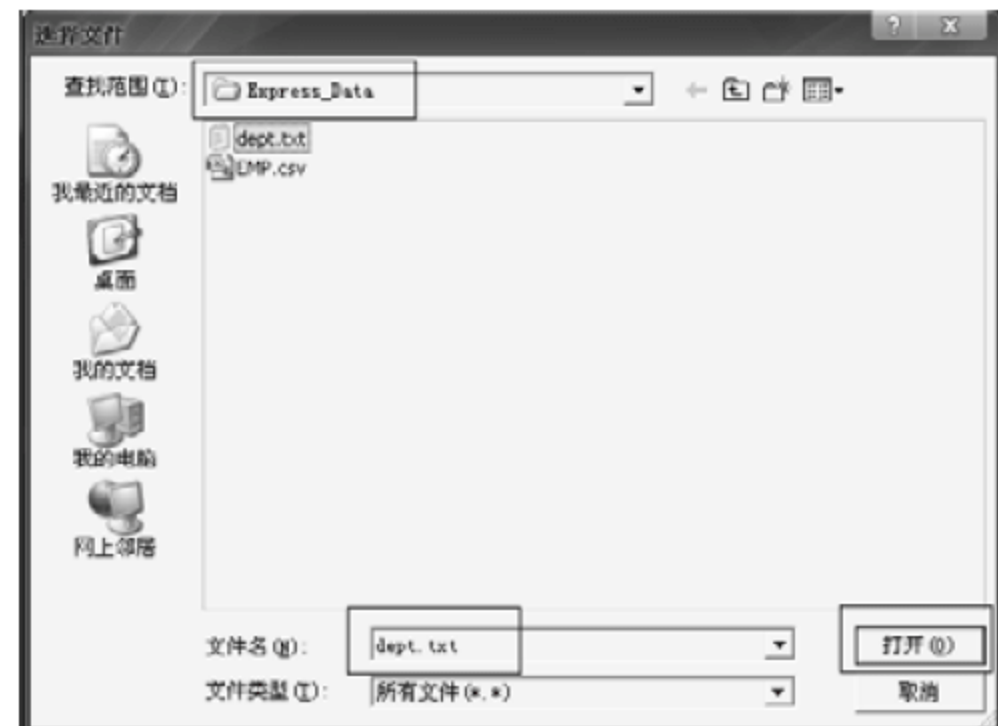 选择文件
查找范围(I): Express_Data
dept.txt
EMP.csv
我最近的文档
桌面
我的文档
我的电脑
网上邻居
文件名(N): dept.txt 打开(O)
文件类型(T): 所有文件(*.*) 取消